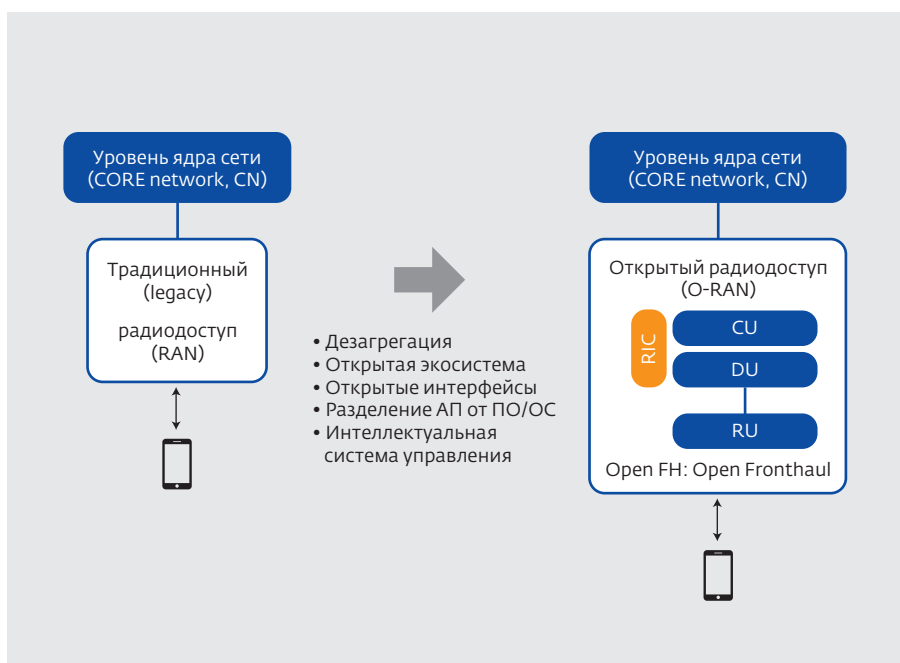 Уровень ядра сети
(CORE network, CN)
Традиционный
(legacy)
радиодоступ
(RAN)
• Дезагрегация
• Открытая экосистема
• Открытые интерфейсы
• Разделение АП от ПО/ОС
• Интеллектуальная
система управления
Уровень ядра сети
(CORE network, CN)
Открытый радиодоступ
(O-RAN)
RIC
CU
DU
RU
Open FH: Open Fronthaul